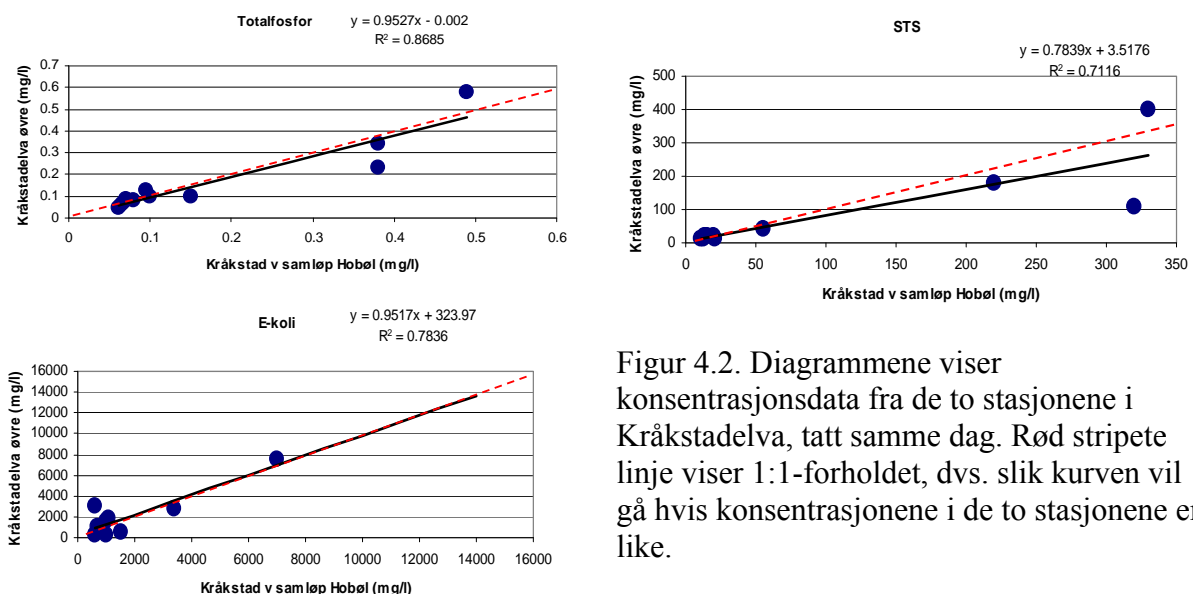 Totalfosfor
y = 0.9527x - 0.002
R² = 0.8685
Kråkstadelva øvre (mg/l)
0.7
0.6
0.5
0.4
0.3
0.2
0.1
0
0 0.1 0.2 0.3 0.4 0.5 0.6
Kråkstad v samløp Hobøl (mg/l)
STS
y = 0.7839x + 3.5176
R² = 0.7116
Kråkstadelva øvre (mg/l)
500
400
300
200
100
0
0 50 100 150 200 250 300 350
Kråkstad v samløp Hobøl (mg/l)
E-koli
y = 0.9517x + 323.97
R² = 0.7836
Kråkstadelva øvre (mg/l)
16000
14000
12000
10000
8000
6000
4000
2000
0
0 2000 4000 6000 8000 10000 12000 14000 16000
Kråkstad v samløp Hobøl (mg/l)
Figur 4.2. Diagrammene viser
konsentrasjonsdata fra de to stasjonene i
Kråkstadelva, tatt samme dag. Rød stripete
linje viser 1:1-forholdet, dvs. slik kurven vil
gå hvis konsentrasjonene i de to stasjonene er
like.